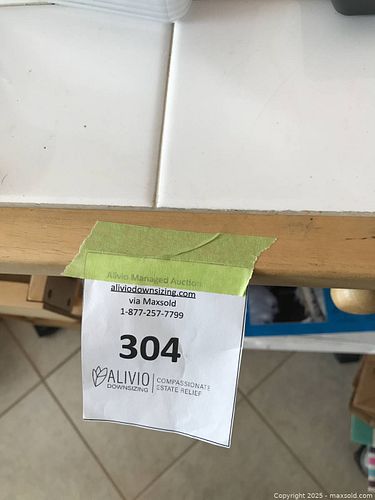 Alivio Managed Auction
aliviodownsizing.com
via Maxsold
1-877-257-7799
304
ALIVIO
DOWNSIZING
COMPASSIONATE
ESTATE RELIEF
Copyright 2025 - maxsold.com